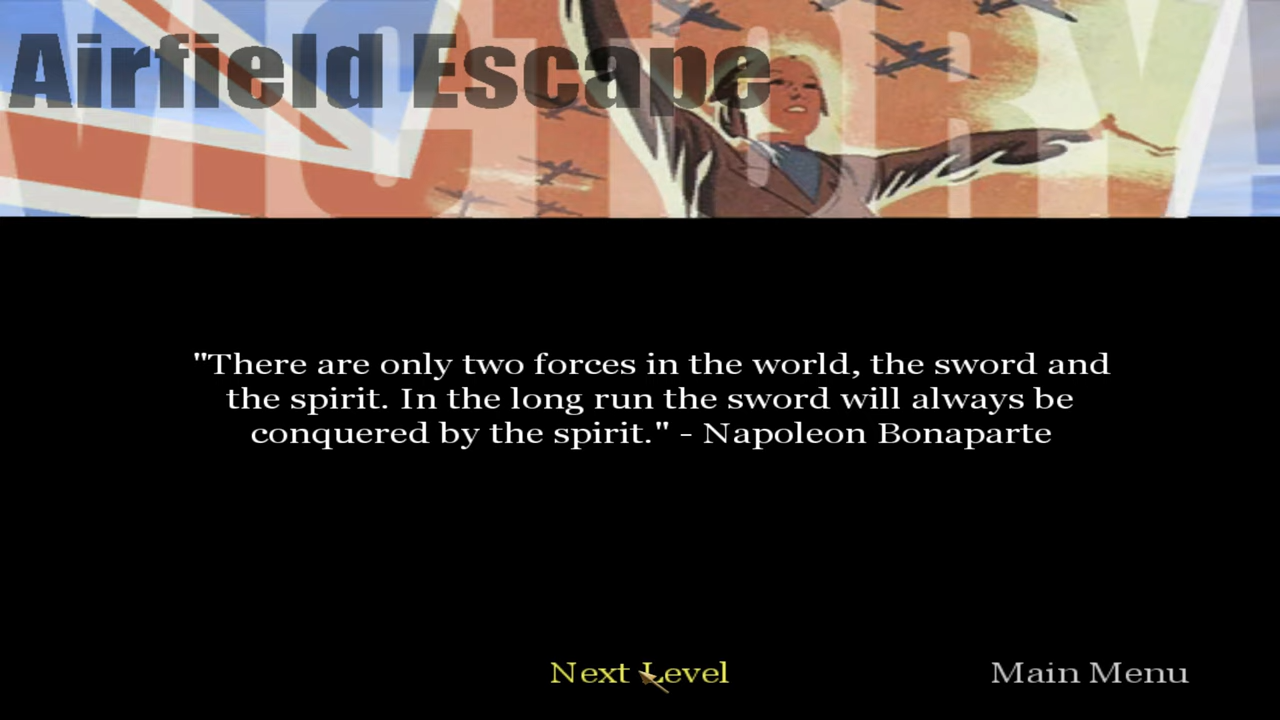 VICTORY
Airfield Escape
"There are only two forces in the world, the sword and
the spirit. In the long run the sword will always be
conquered by the spirit." - Napoleon Bonaparte
Next Level
Main Menu